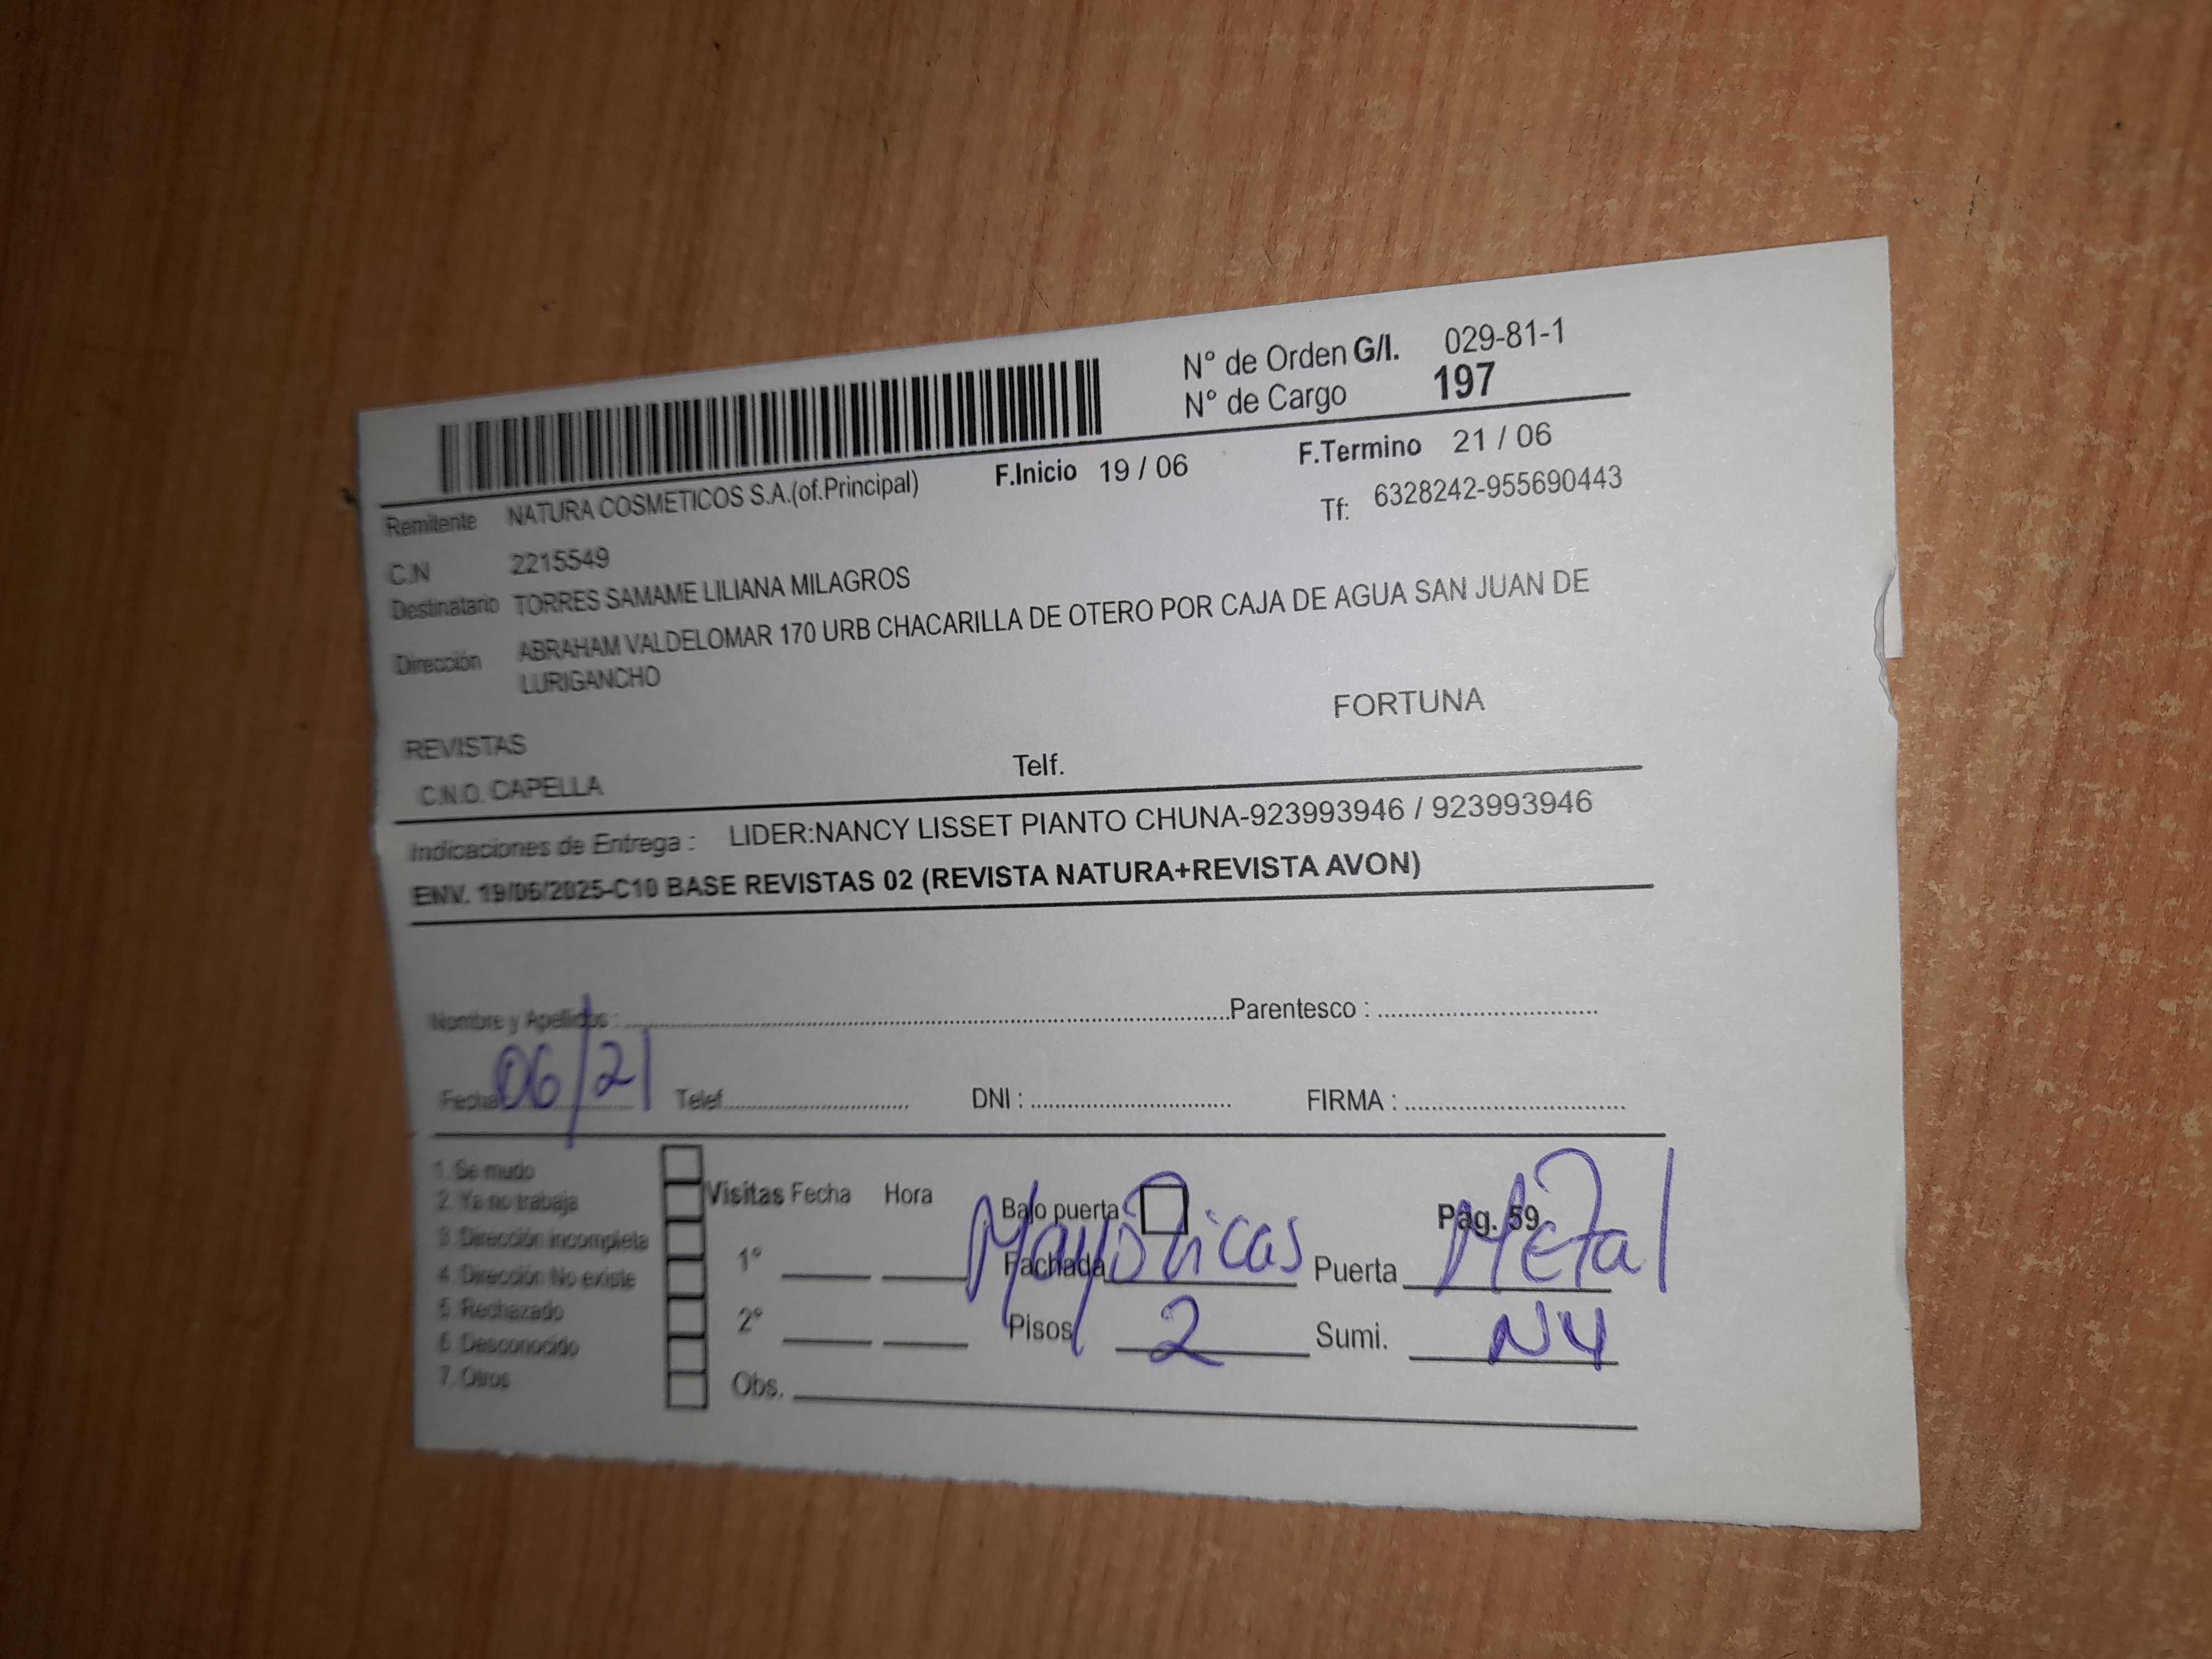 N° de Orden G/I. 029-81-1
N° de Cargo 197
F.Inicio 19 / 06 F.Termino 21 / 06
Remitente NATURA COSMETICOS S.A.(of.Principal) Tf: 6328242-955690443
C.N 2215549
Destinatario TORRES SAMAME LILIANA MILAGROS
Dirección ABRAHAM VALDELOMAR 170 URB CHACARILLA DE OTERO POR CAJA DE AGUA SAN JUAN DE
LURIGANCHO
FORTUNA
REVISTAS
C.N.O. CAPELLA Telf.
Indicaciones de Entrega : LIDER:NANCY LISSET PIANTO CHUNA-923993946 / 923993946
ENV. 19/06/2025-C10 BASE REVISTAS 02 (REVISTA NATURA+REVISTA AVON)
Nombre y Apellidos : Parentesco :
Fecha 06/21 Telef. DNI : FIRMA :
1. Se mudo
2. Ya no trabaja
3. Dirección incompleta
4. Dirección No existe
5. Rechazado
6. Desconocido
7. Otros
Visitas Fecha Hora
1°
2°
Obs.
Bajo puerta Pág. 59
Fachada Puerta Metal
Pisos 2 Sumi. N4